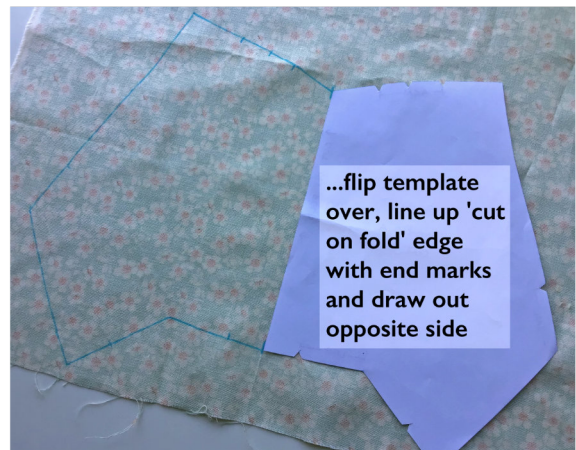 ...flip template
over, line up 'cut
on fold' edge
with end marks
and draw out
opposite side